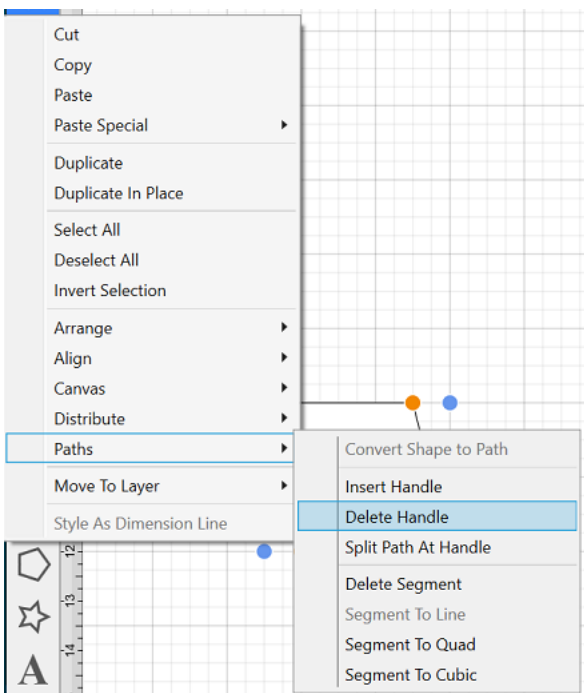 Cut
Copy
Paste
Paste Special
Duplicate
Duplicate In Place
Select All
Deselect All
Invert Selection
Arrange
Align
Canvas
Distribute
Paths
Move To Layer
Style As Dimension Line
Convert Shape to Path
Insert Handle
Delete Handle
Split Path At Handle
Delete Segment
Segment To Line
Segment To Quad
Segment To Cubic
12
13
14
A